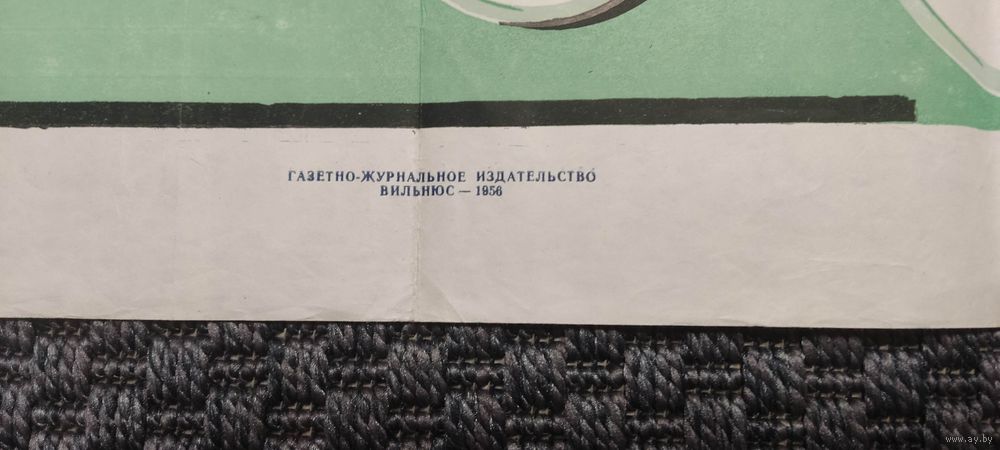 ГАЗЕТНО-ЖУРНАЛЬНОЕ ИЗДАТЕЛЬСТВО
ВИЛЬНЮС — 1956
www.ay.by